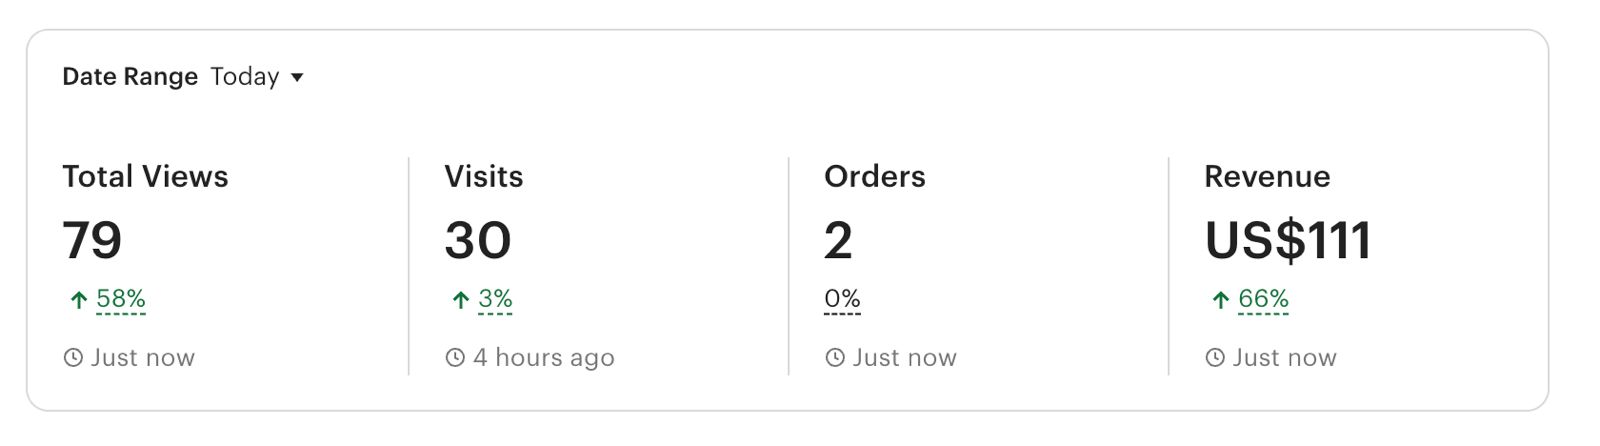 Date Range Today
Total Views
79
↑ 58%
Just now
Visits
30
↑ 3%
4 hours ago
Orders
2
0%
Just now
Revenue
US$111
↑ 66%
Just now